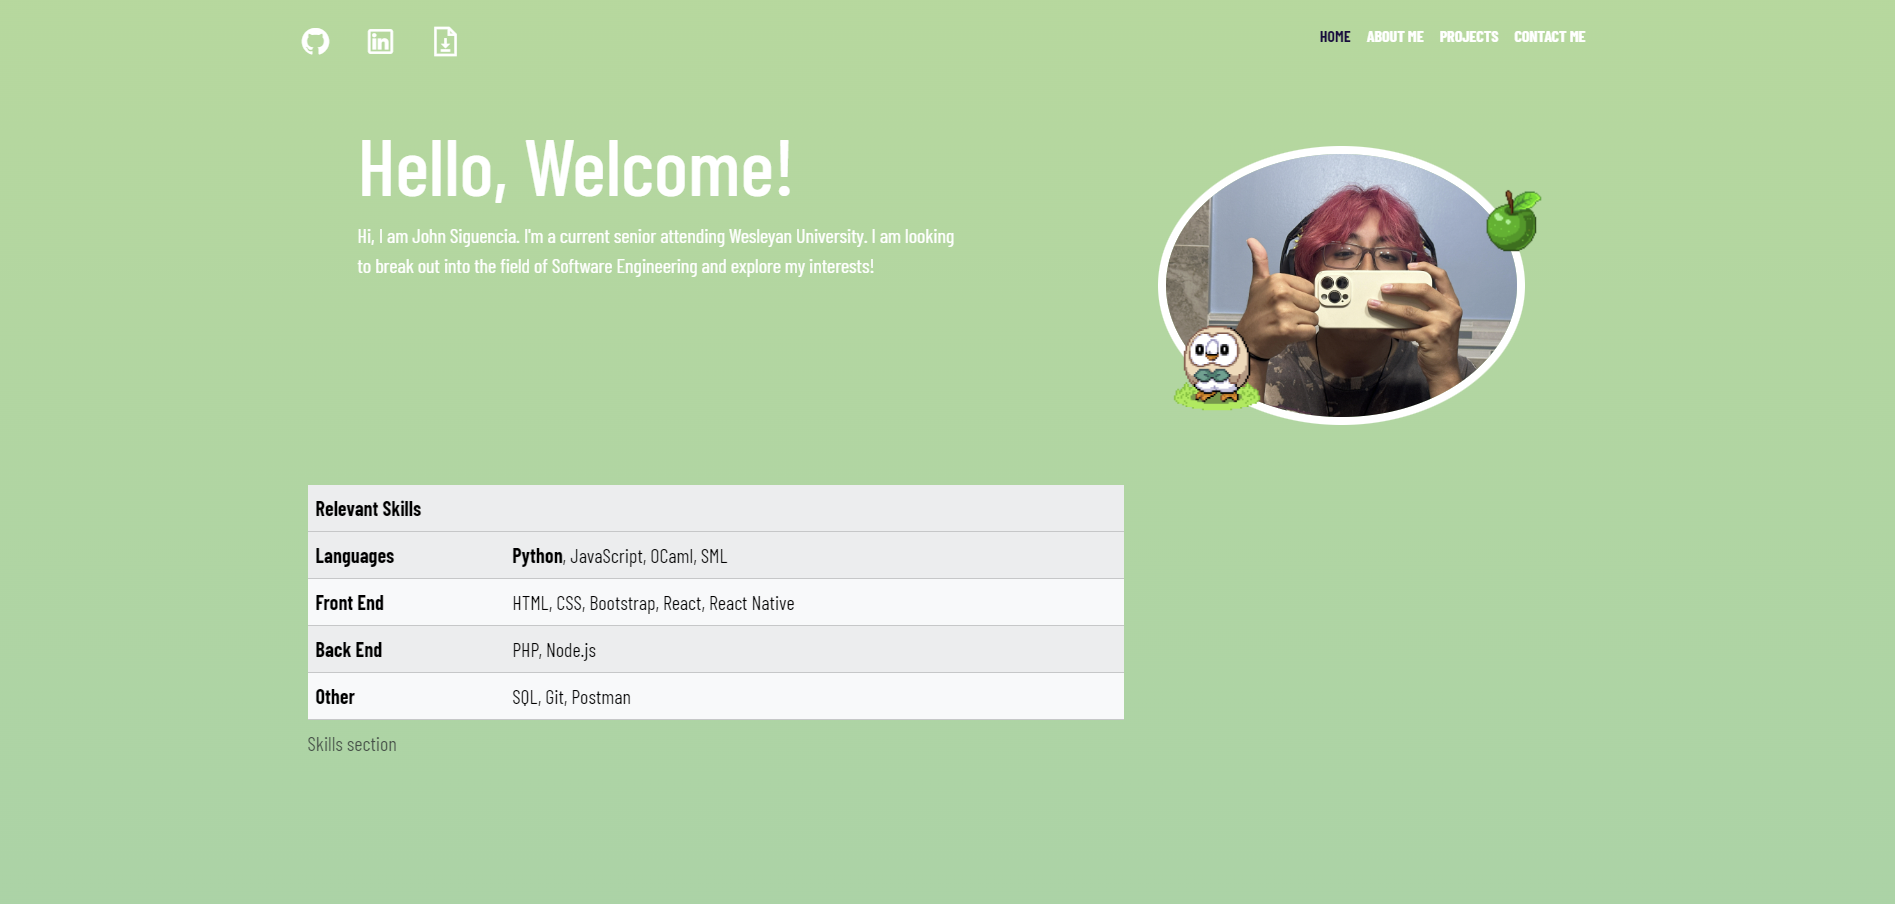 HOME ABOUT ME PROJECTS CONTACT ME
Hello, Welcome!
Hi, I am John Siguencia. I'm a current senior attending Wesleyan University. I am looking
to break out into the field of Software Engineering and explore my interests!
Relevant Skills
Languages Python, JavaScript, OCaml, SML
Front End HTML, CSS, Bootstrap, React, React Native
Back End PHP, Node.js
Other SQL, Git, Postman
Skills section